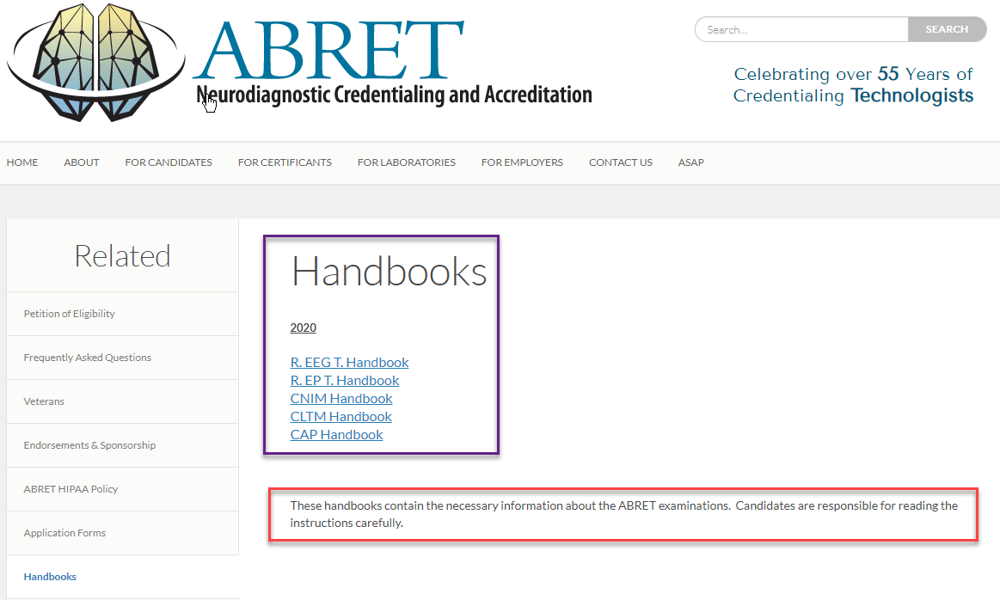 ABRET
Neurodiagnostic Credentialing and Accreditation
Search...
SEARCH
Celebrating over 55 Years of
Credentialing Technologists
HOME
ABOUT
FOR CANDIDATES
FOR CERTIFICANTS
FOR LABORATORIES
FOR EMPLOYERS
CONTACT US
ASAP
Related
Petition of Eligibility
Frequently Asked Questions
Veterans
Endorsements & Sponsorship
ABRET HIPAA Policy
Application Forms
Handbooks
Handbooks
2020
R. EEG T. Handbook
R. EP T. Handbook
CNIM Handbook
CLTM Handbook
CAP Handbook
These handbooks contain the necessary information about the ABRET examinations.  Candidates are responsible for reading the
instructions carefully.